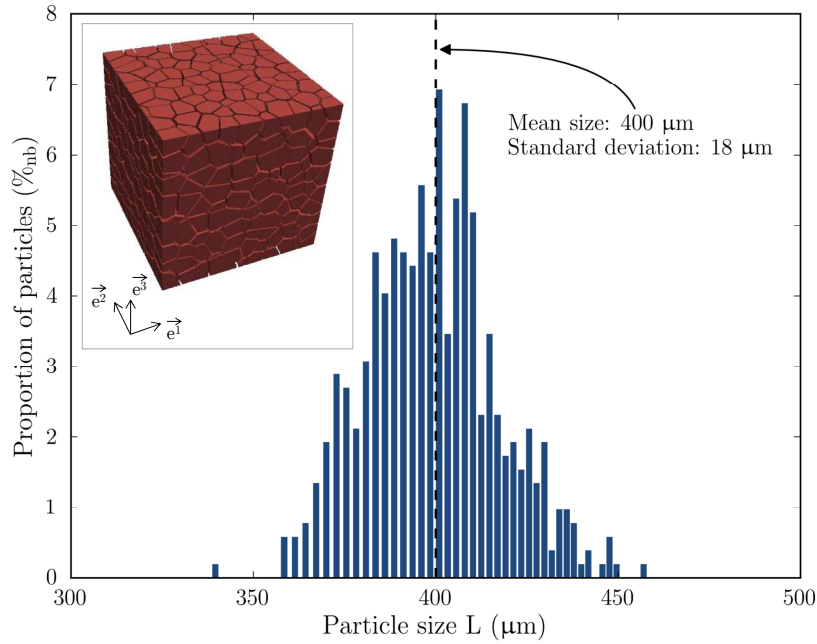 8
7
6
5
4
3
2
1
0
Proportion of particles (%nb)
Mean size: 400 μm
Standard deviation: 18 μm
e³
e²
e¹
300
350
400
450
500
Particle size L (μm)